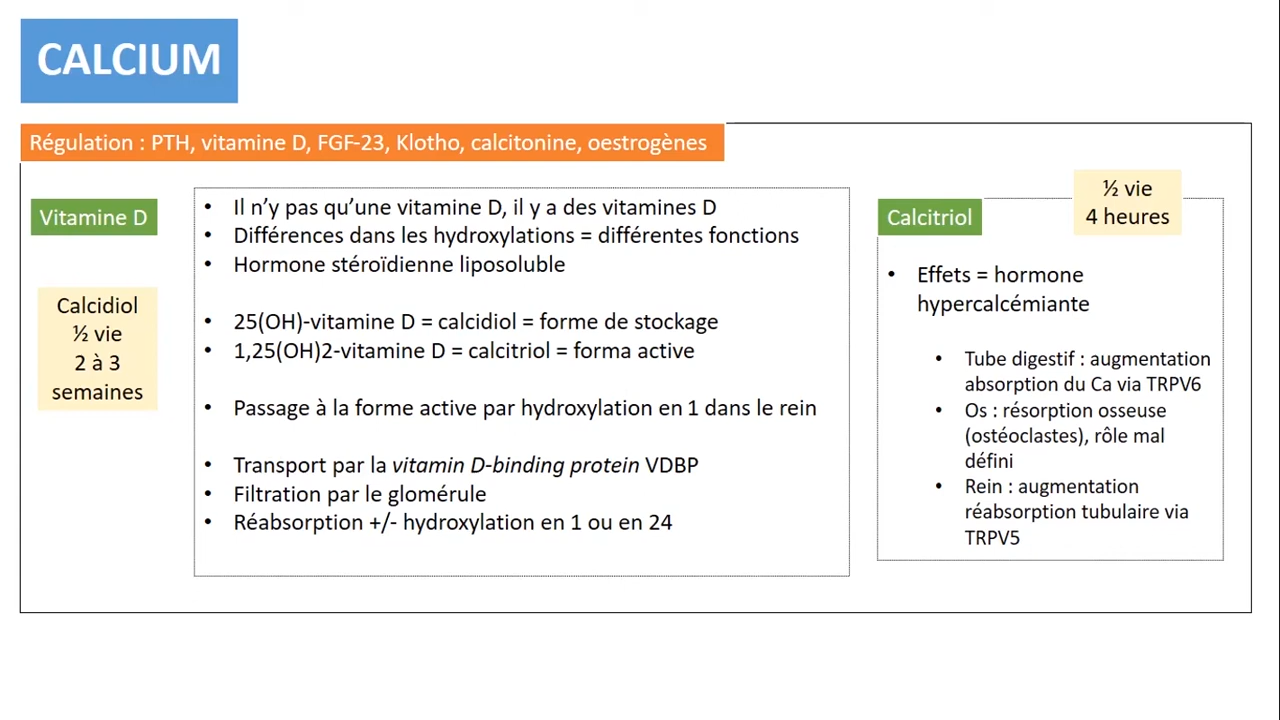 CALCIUM
Régulation : PTH, vitamine D, FGF-23, Klotho, calcitonine, oestrogènes
Vitamine D
Calcidiol
½ vie
2 à 3
semaines
• Il n’y pas qu’une vitamine D, il y a des vitamines D
• Différences dans les hydroxylations = différentes fonctions
• Hormone stéroïdienne liposoluble
• 25(OH)-vitamine D = calcidiol = forme de stockage
• 1,25(OH)2-vitamine D = calcitriol = forma active
• Passage à la forme active par hydroxylation en 1 dans le rein
• Transport par la vitamin D-binding protein VDBP
• Filtration par le glomérule
• Réabsorption +/- hydroxylation en 1 ou en 24
Calcitriol
½ vie
4 heures
• Effets = hormone
hypercalcémiante
• Tube digestif : augmentation
absorption du Ca via TRPV6
• Os : résorption osseuse
(ostéoclastes), rôle mal
défini
• Rein : augmentation
réabsorption tubulaire via
TRPV5